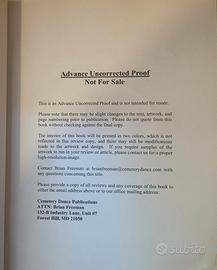 Advance Uncorrected Proof
Not For Sale
This is an Advance Uncorrected Proof and is not intended for resale.
Please note that there may be slight changes to the text, artwork, and
page numbering prior to publication. Please do not quote from this
book without checking against the final copy.
The interior of this book will be printed in two colors, which is not
reflected in this review copy, and there may still be modifications
made to the artwork and design. If you require samples of the
artwork to run in your review or article, please contact us for a proper
high-resolution image.
Contact Brian Freeman at brianfreeman@cemeterydance.com with
any questions concerning this title.
Please provide a copy of all reviews and any coverage of this book to
either the email address above or to our office mailing address:
Cemetery Dance Publications
ATTN: Brian Freeman
132-B Industry Lane, Unit #7
Forest Hill, MD 21050
subito